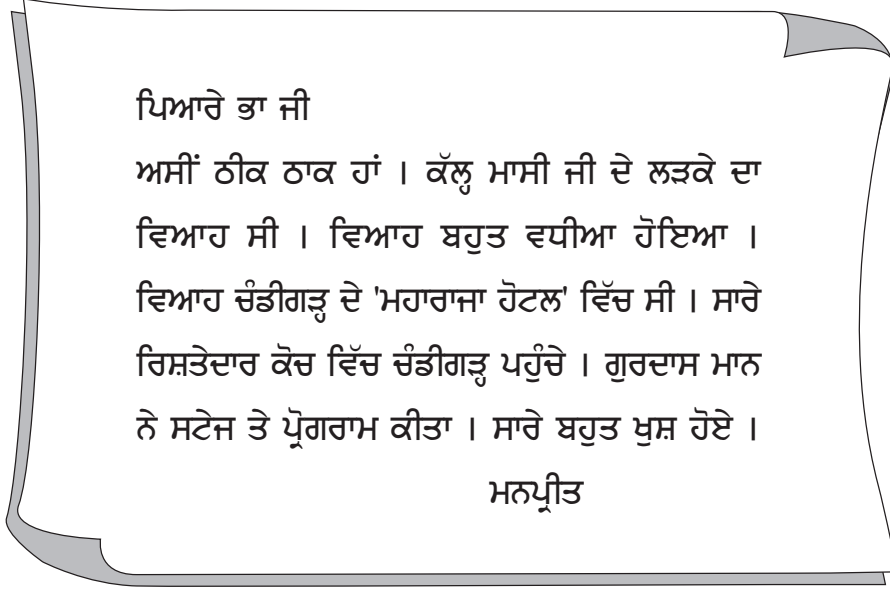 ਪਿਆਰੇ ਭਾ ਜੀ
ਅਸੀਂ ਠੀਕ ਠਾਕ ਹਾਂ । ਕੱਲ੍ਹ ਮਾਸੀ ਜੀ ਦੇ ਲੜਕੇ ਦਾ
ਵਿਆਹ ਸੀ । ਵਿਆਹ ਬਹੁਤ ਵਧੀਆ ਹੋਇਆ ।
ਵਿਆਹ ਚੰਡੀਗੜ੍ਹ ਦੇ 'ਮਹਾਰਾਜਾ ਹੋਟਲ' ਵਿੱਚ ਸੀ । ਸਾਰੇ
ਰਿਸ਼ਤੇਦਾਰ ਕੋਚ ਵਿੱਚ ਚੰਡੀਗੜ੍ਹ ਪਹੁੰਚੇ । ਗੁਰਦਾਸ ਮਾਨ
ਨੇ ਸਟੇਜ ਤੇ ਪ੍ਰੋਗਰਾਮ ਕੀਤਾ । ਸਾਰੇ ਬਹੁਤ ਖੁਸ਼ ਹੋਏ ।
ਮਨਪ੍ਰੀਤ